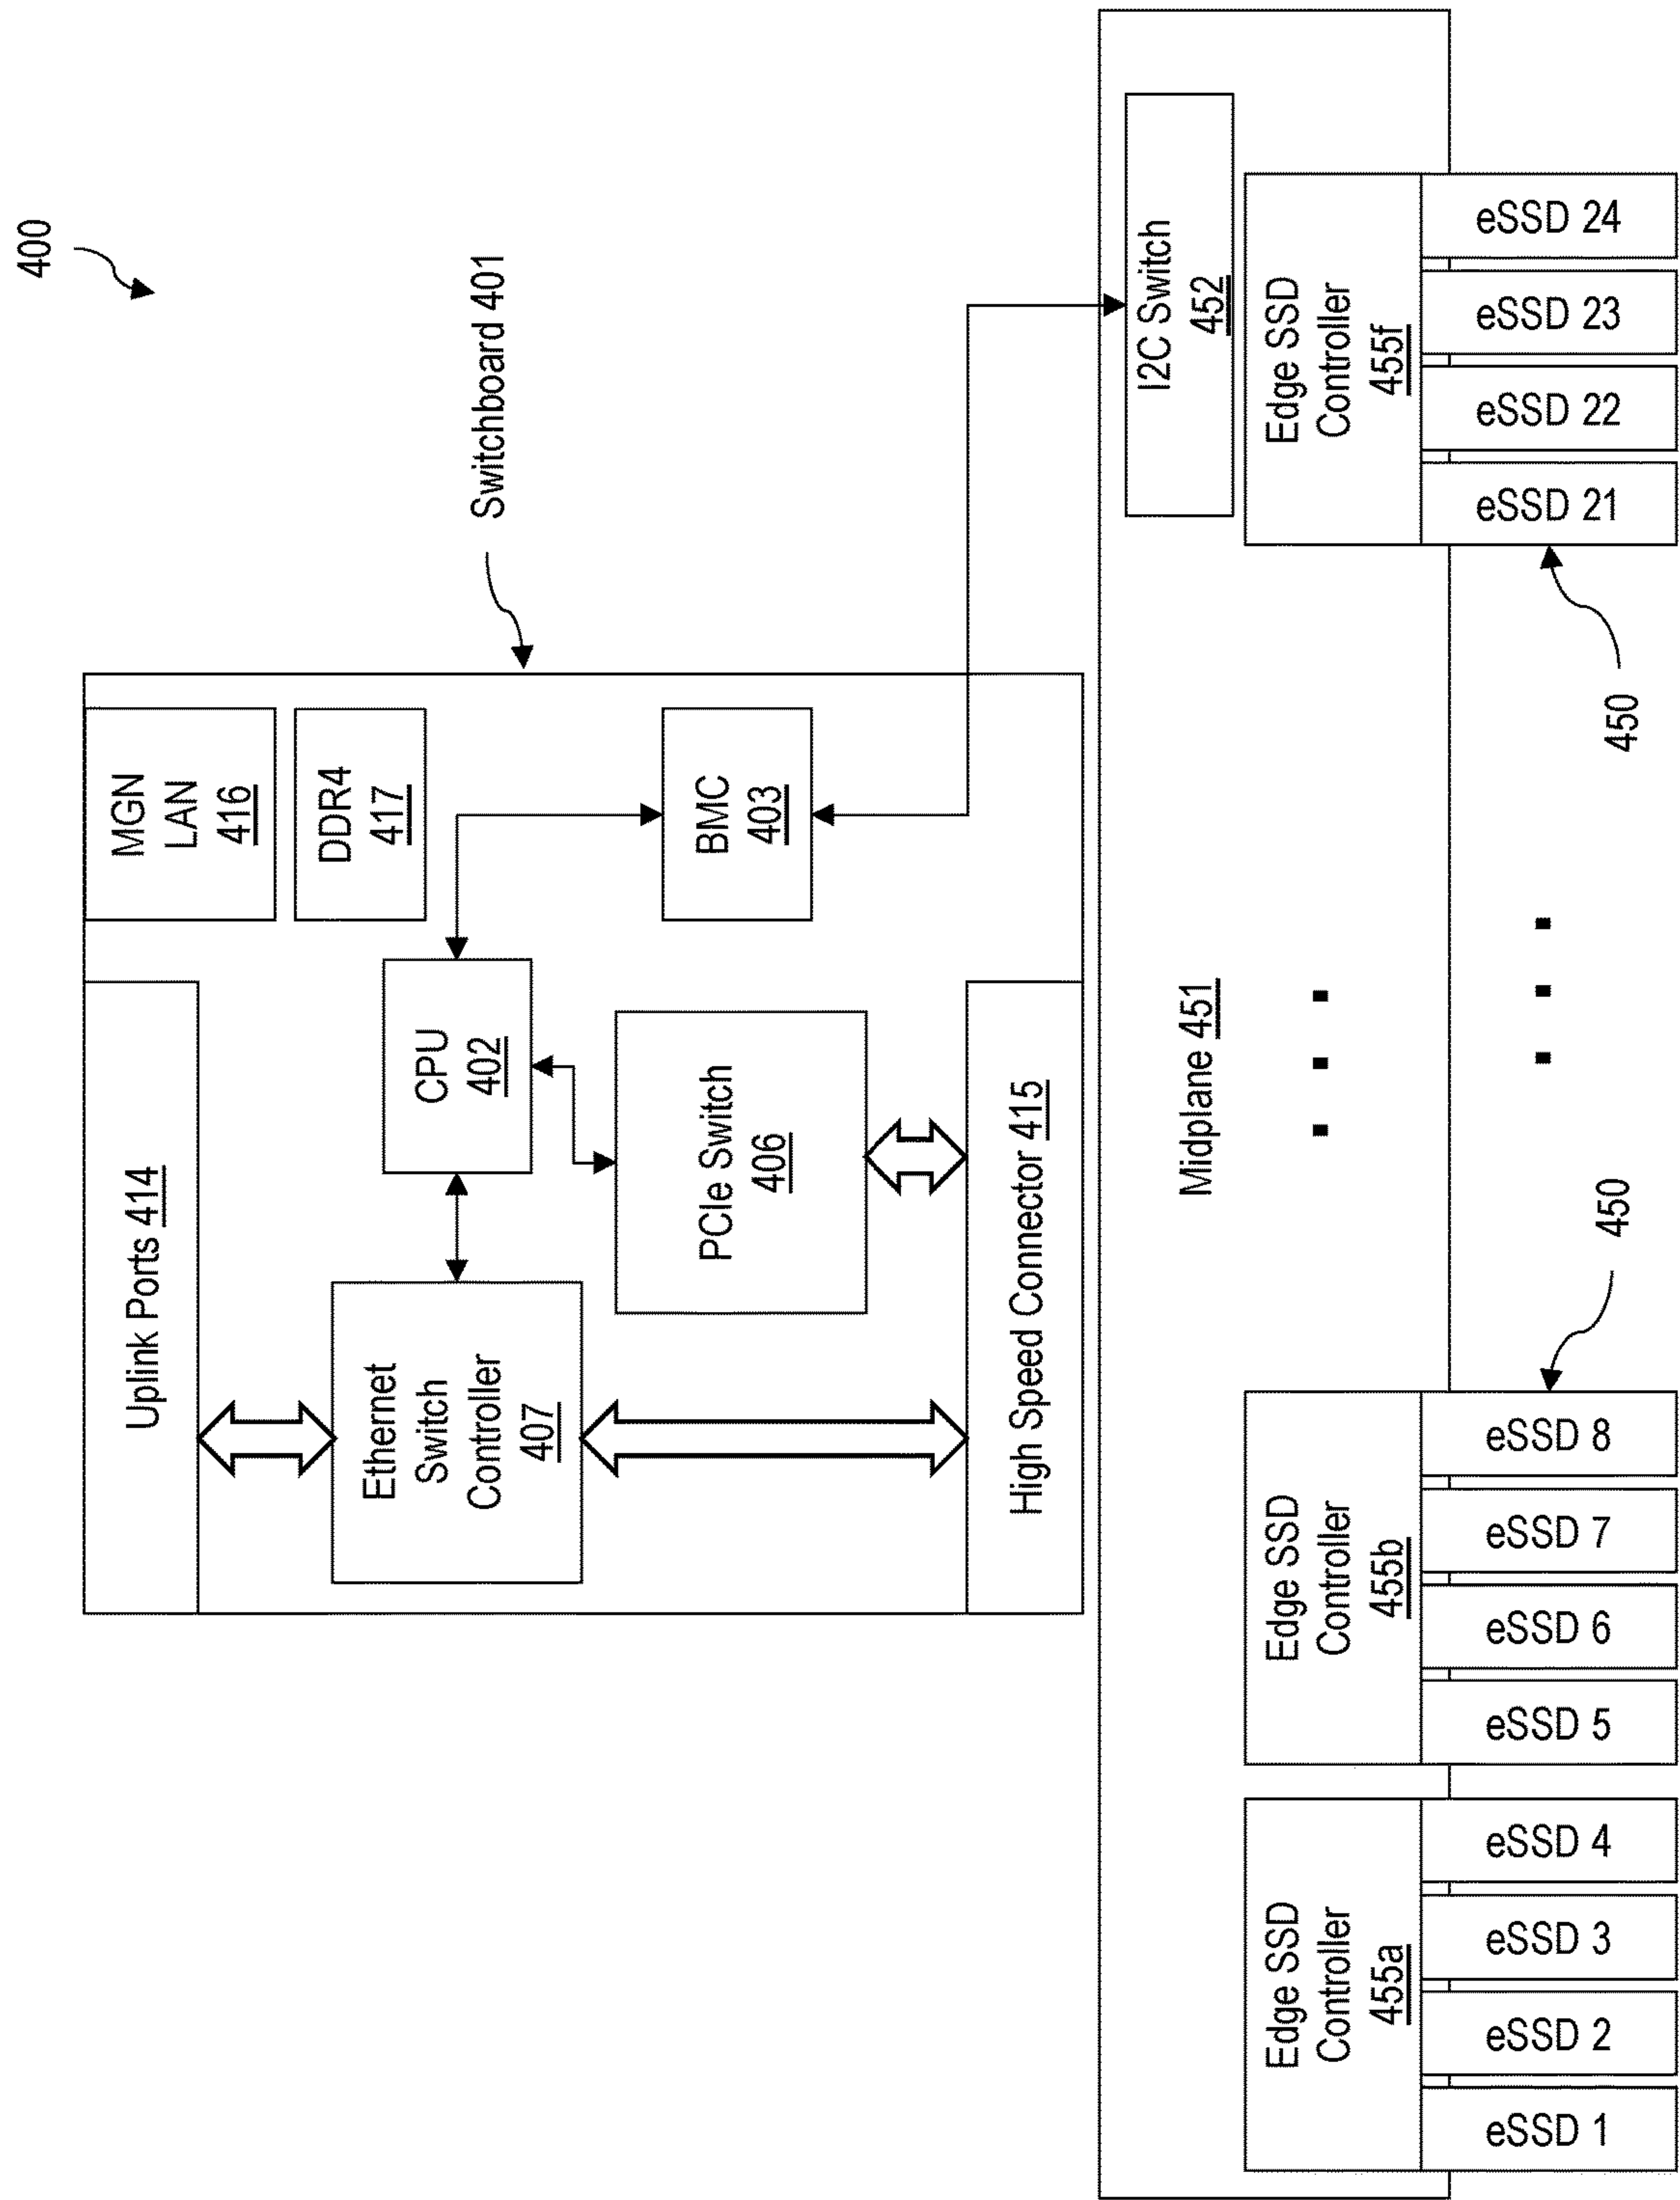 400
Switchboard 401
Uplink Ports 414
MGN
LAN
416
DDR4
417
Ethernet
Switch
Controller
407
CPU
402
PCIe Switch
406
BMC
403
High Speed Connector 415
Midplane 451
I2C Switch
452
Edge SSD
Controller
455a
Edge SSD
Controller
455b
Edge SSD
Controller
455f
eSSD 1
eSSD 2
eSSD 3
eSSD 4
eSSD 5
eSSD 6
eSSD 7
eSSD 8
eSSD 21
eSSD 22
eSSD 23
eSSD 24
450
450